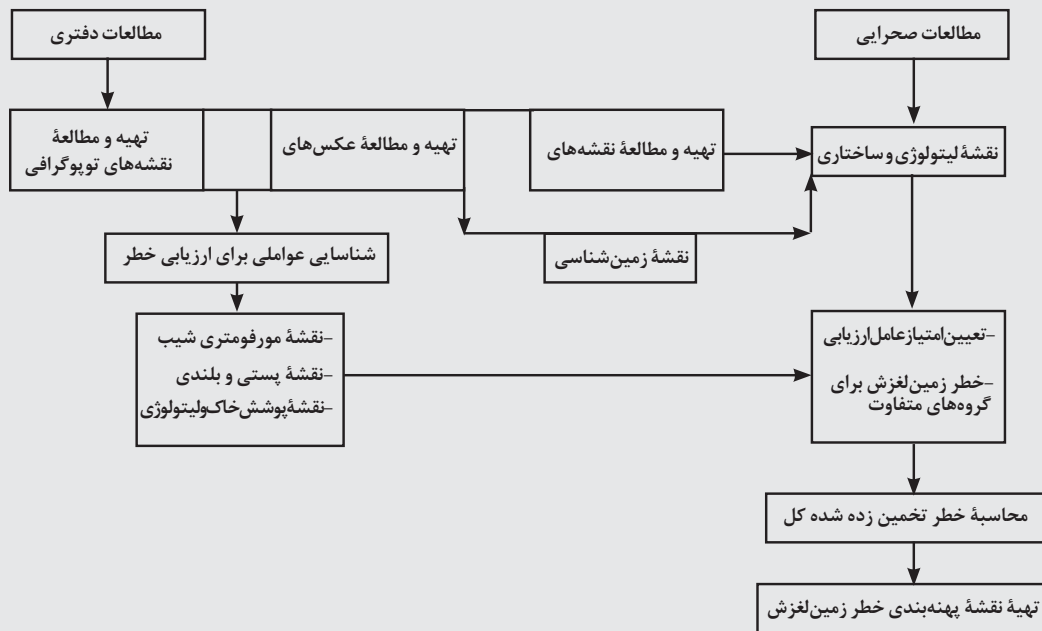 مطالعات صحرایی
مطالعات دفتری
نقشهٔ لیتولوژی و ساختاری
تهیه و مطالعهٔ نقشه‌های
تهیه و مطالعهٔ عکس‌های
تهیه و مطالعهٔ
نقشه‌های توپوگرافی
نقشهٔ زمین‌شناسی
شناسایی عواملی برای ارزیابی خطر
-نقشهٔ مورفومتری شیب
-نقشهٔ پستی و بلندی
-نقشهٔ پوشش خاک ولیتولوژی
-تعیین امتیاز عامل ارزیابی
-خطر زمین‌لغزش برای
گروه‌های متفاوت
محاسبهٔ خطر تخمین زده شده کل
تهیهٔ نقشهٔ پهنه‌بندی خطر زمین‌لغزش